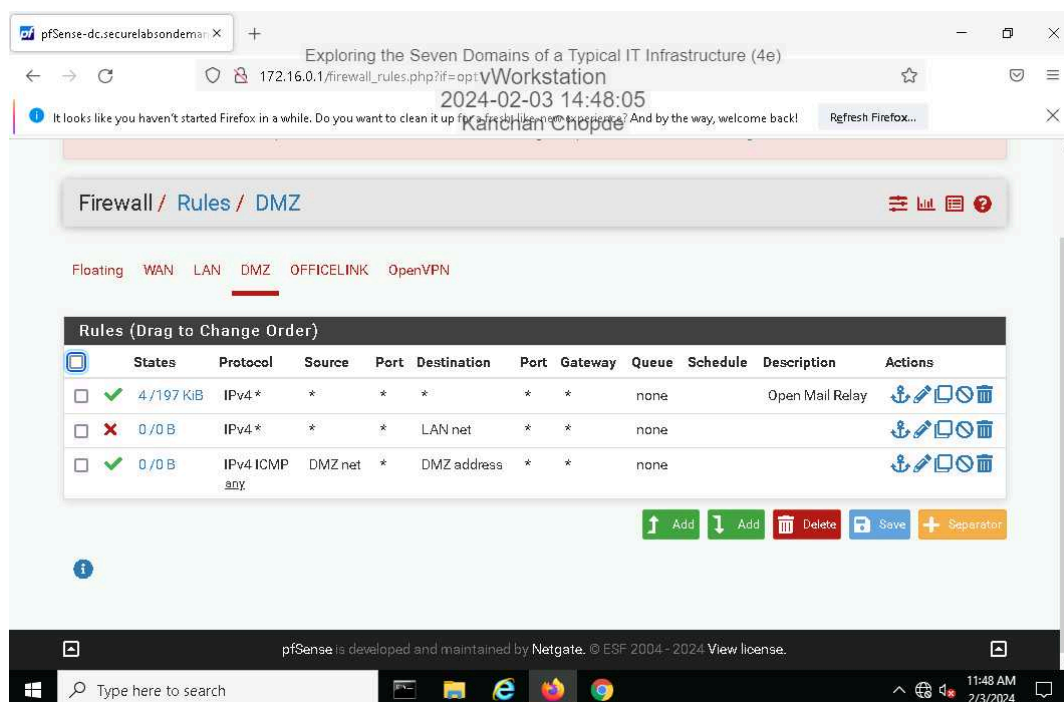 pfSense-dc.securelabsondeman
Exploring the Seven Domains of a Typical IT Infrastructure (4e)
172.16.0.1/firewall_rules.php?if=opt
vWorkstation
2024-02-03 14:48:05
Kanchan Chopde
It looks like you haven't started Firefox in a while. Do you want to clean it up for a fresh, like-new experience? And by the way, welcome back! Refresh Firefox...
Firewall / Rules / DMZ
Floating WAN LAN DMZ OFFICELINK OpenVPN
Rules (Drag to Change Order)
States Protocol Source Port Destination Port Gateway Queue Schedule Description Actions
4 /197 KiB IPv4 * * * * * * none Open Mail Relay
0 /0 B IPv4 * * * LAN net * * none
0 /0 B IPv4 ICMP DMZ net * DMZ address * * none
any
Add Add Delete Save Separator
pfSense is developed and maintained by Netgate. © ESF 2004 - 2024 View license.
Type here to search
11:48 AM
2/3/2024